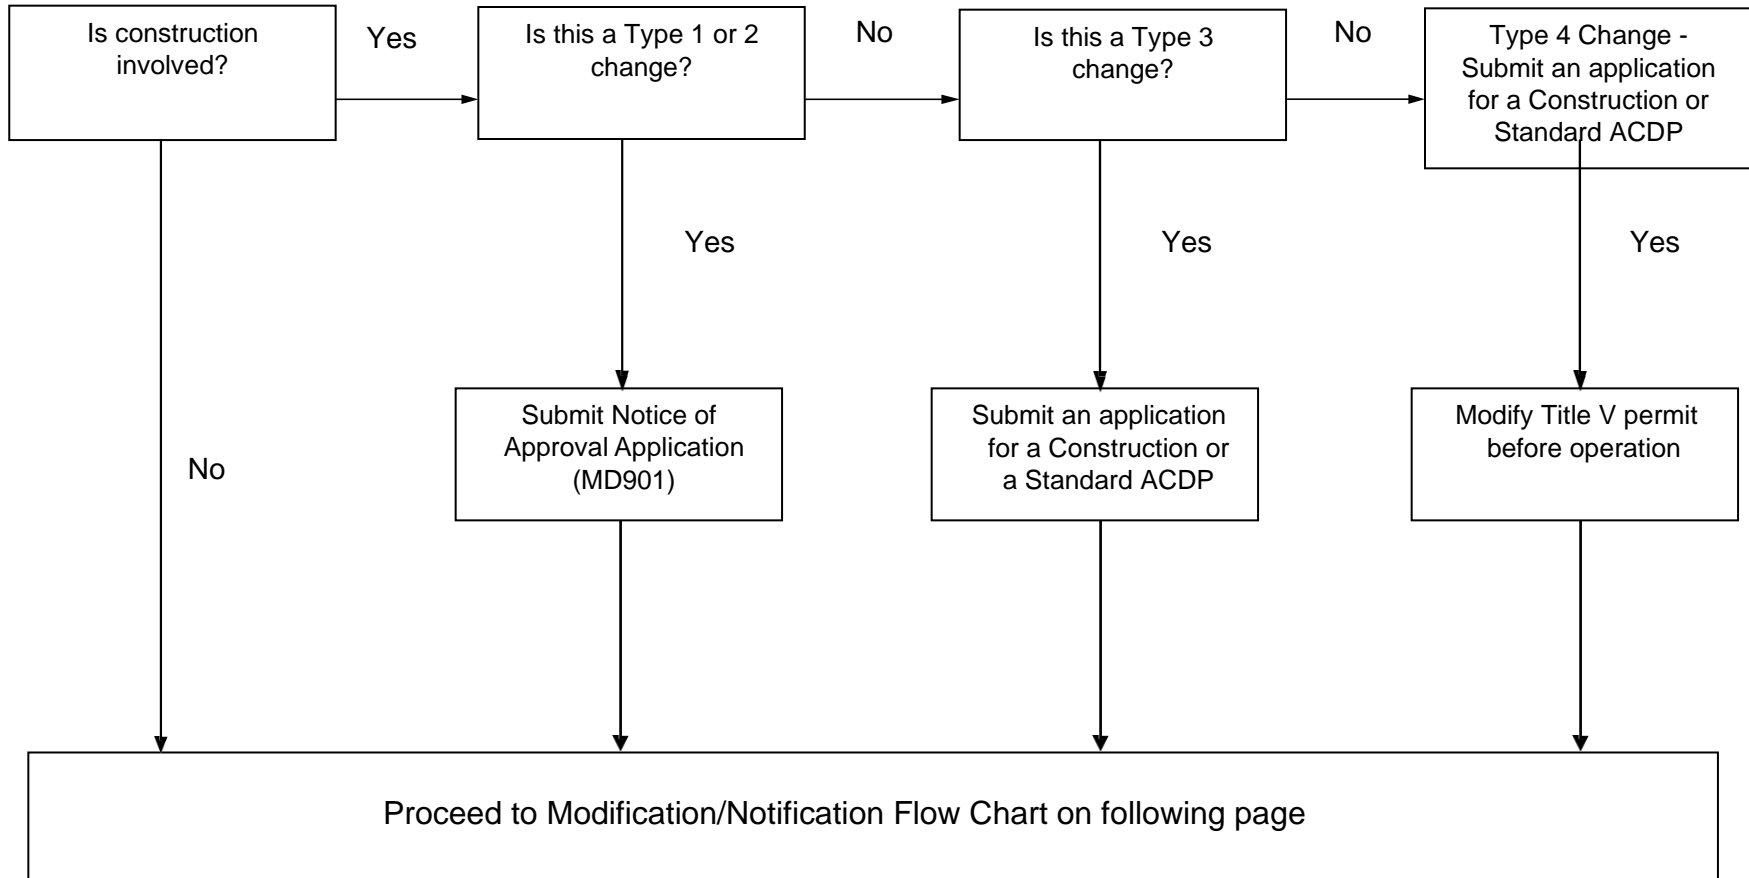 Is construction
involved?
Yes
Is this a Type 1 or 2
change?
No
Is this a Type 3
change?
No
Type 4 Change -
Submit an application
for a Construction or
Standard ACDP
Yes
Yes
Yes
No
Submit Notice of
Approval Application
(MD901)
Submit an application
for a Construction or
a Standard ACDP
Modify Title V permit
before operation
Proceed to Modification/Notification Flow Chart on following page